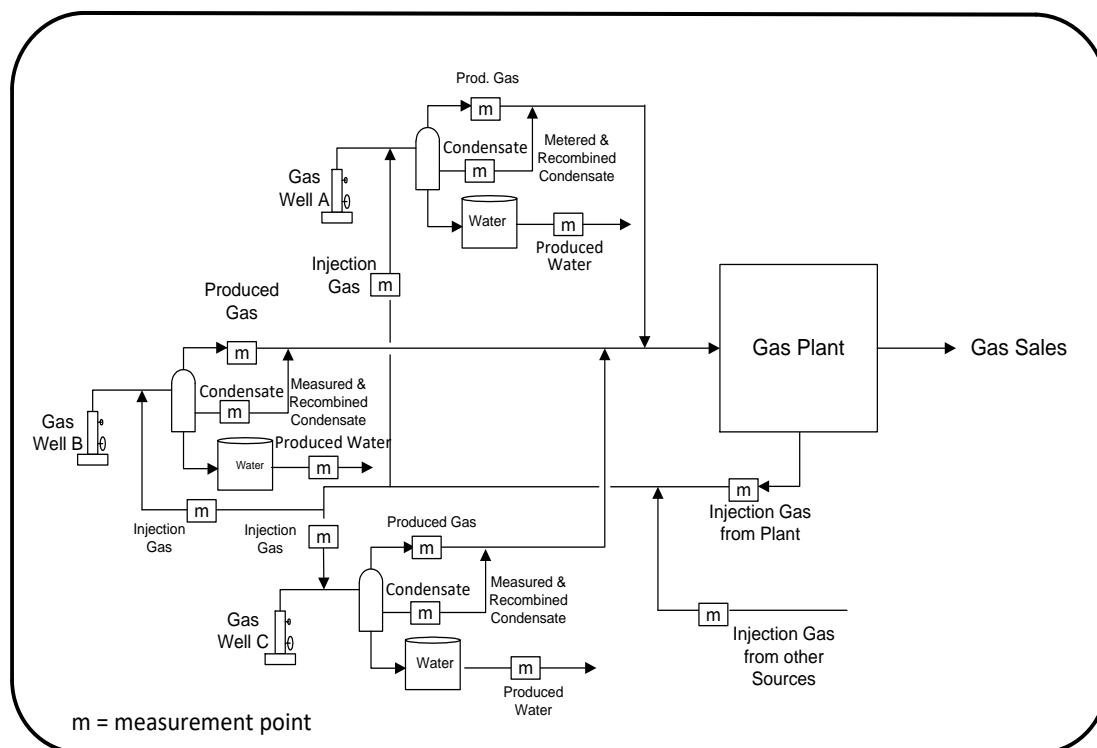 Prod. Gas
m
Condensate
m
Metered &
Recombined
Condensate
Gas
Well A
Water
m
Produced
Water
Injection
Gas
m
Produced
Gas
m
Condensate
m
Measured &
Recombined
Condensate
Gas
Well B
Water
Produced Water
m
Injection
Gas
m
Injection
Gas
m
Produced Gas
m
Condensate
m
Measured &
Recombined
Condensate
Gas
Well C
Water
m
Produced
Water
Gas Plant
Gas Sales
m
Injection Gas
from Plant
m
Injection Gas
from other
Sources
m = measurement point